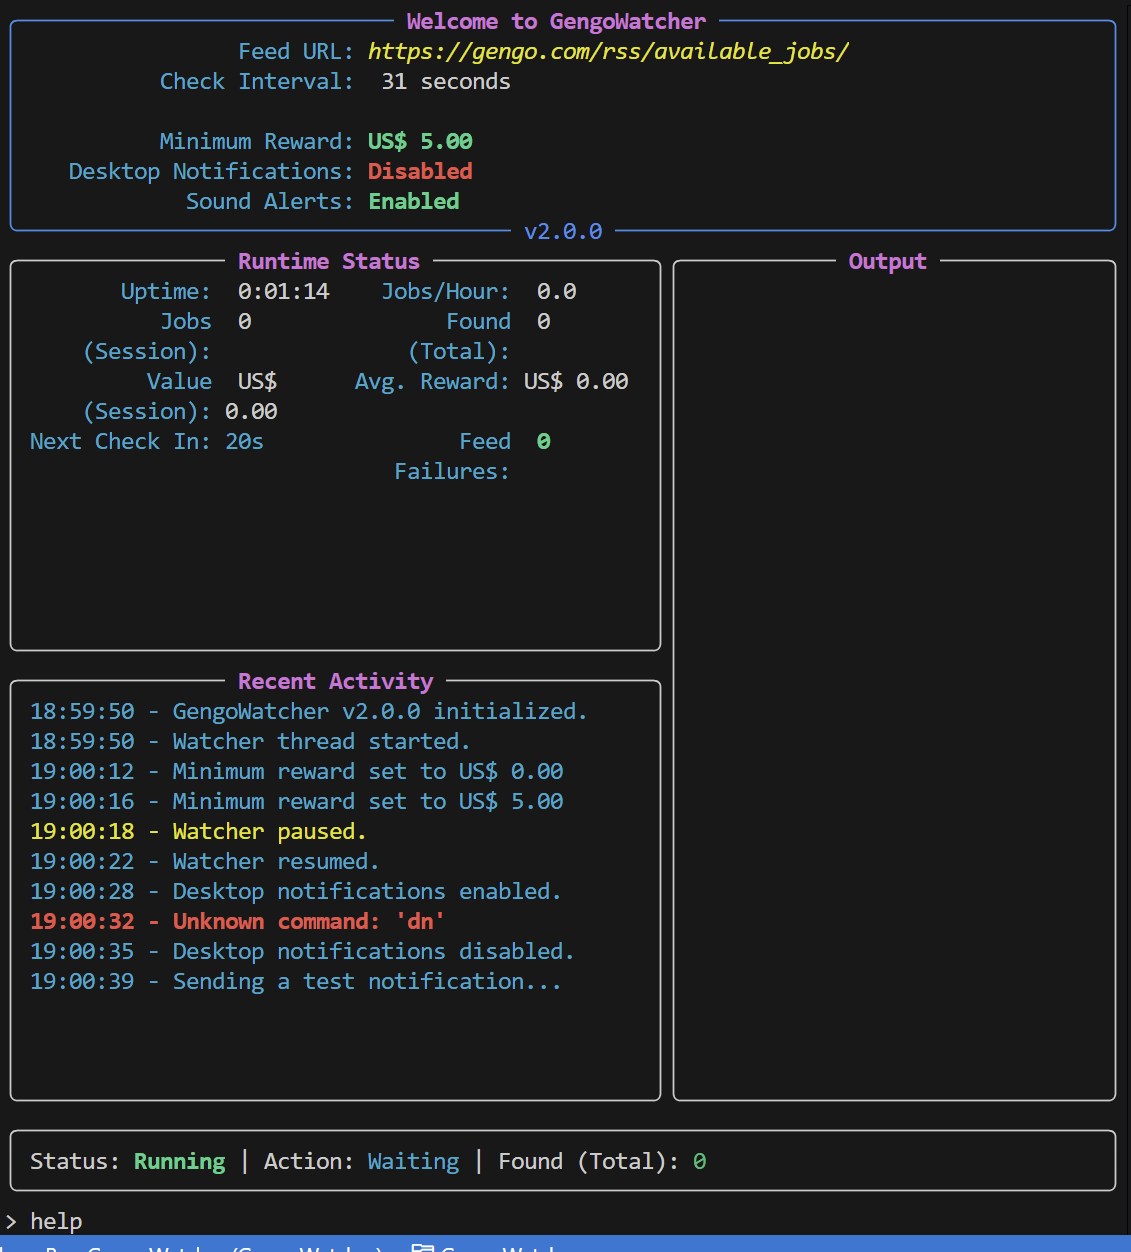 Welcome to GengoWatcher
Feed URL: https://gengo.com/rss/available_jobs/
Check Interval: 31 seconds
Minimum Reward: US$ 5.00
Desktop Notifications: Disabled
Sound Alerts: Enabled
v2.0.0
Runtime Status
Uptime: 0:01:14 Jobs/Hour: 0.0
Jobs 0 Found 0
(Session): (Total):
Value US$ Avg. Reward: US$ 0.00
(Session): 0.00
Next Check In: 20s Feed 0
Failures:
Output
Recent Activity
18:59:50 - GengoWatcher v2.0.0 initialized.
18:59:50 - Watcher thread started.
19:00:12 - Minimum reward set to US$ 0.00
19:00:16 - Minimum reward set to US$ 5.00
19:00:18 - Watcher paused.
19:00:22 - Watcher resumed.
19:00:28 - Desktop notifications enabled.
19:00:32 - Unknown command: 'dn'
19:00:35 - Desktop notifications disabled.
19:00:39 - Sending a test notification...
Status: Running | Action: Waiting | Found (Total): 0
> help